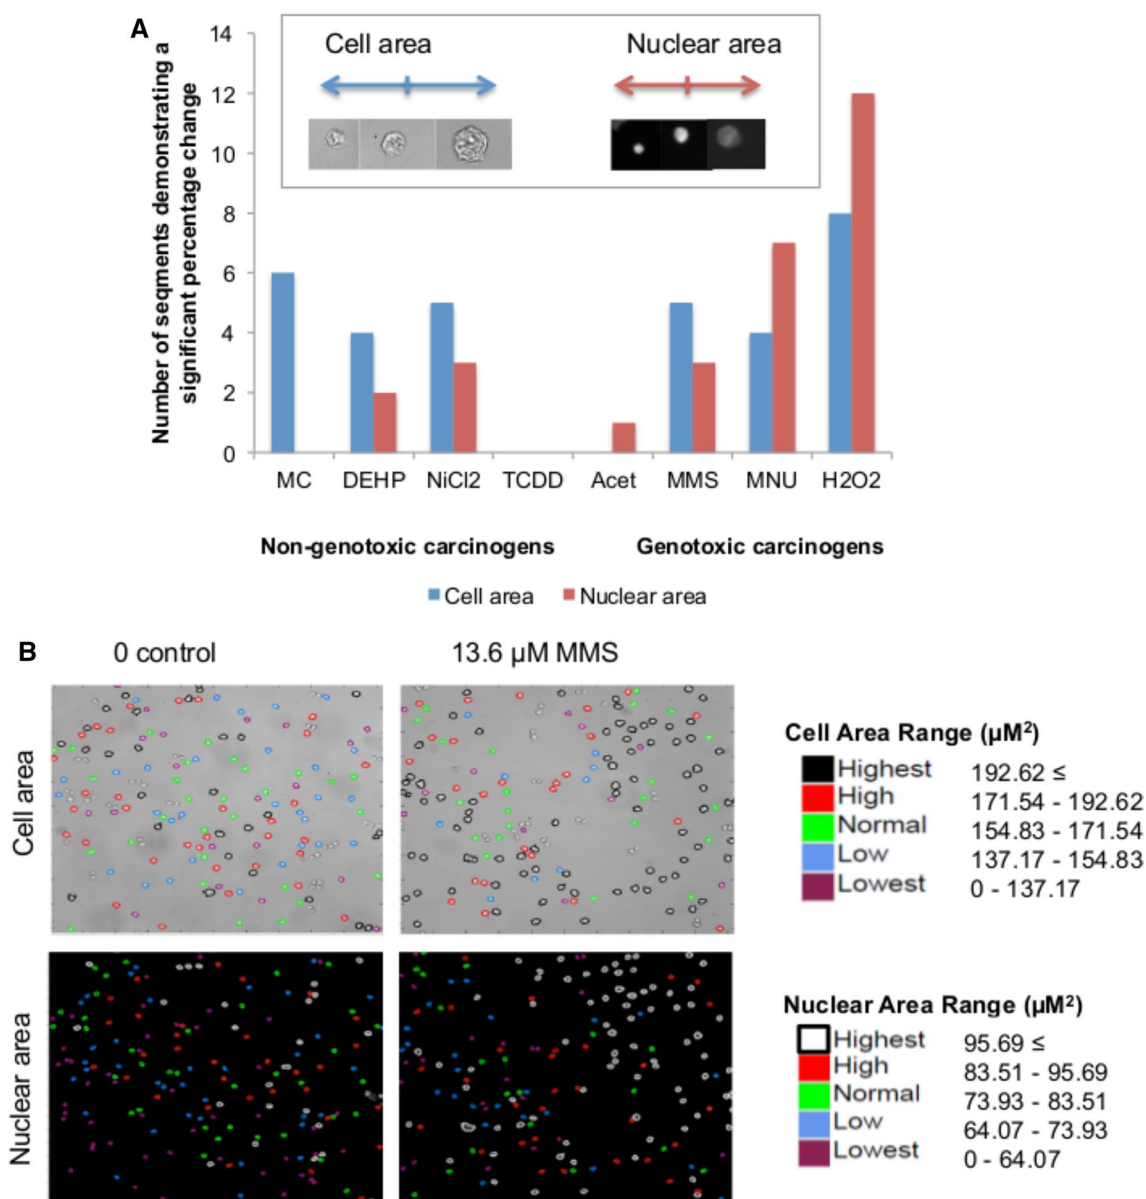 A
Number of seqments demonstrating a
significant percentage change
14
12
10
8
6
4
2
0
Cell area
Nuclear area
MC
DEHP
NiCl2
TCDD
Acet
MMS
MNU
H2O2
Non-genotoxic carcinogens
Genotoxic carcinogens
Cell area
Nuclear area
B
0 control
13.6 µM MMS
Cell area
Nuclear area
Cell Area Range (µM²)
Highest 192.62 ≤
High 171.54 - 192.62
Normal 154.83 - 171.54
Low 137.17 - 154.83
Lowest 0 - 137.17
Nuclear Area Range (µM²)
Highest 95.69 ≤
High 83.51 - 95.69
Normal 73.93 - 83.51
Low 64.07 - 73.93
Lowest 0 - 64.07